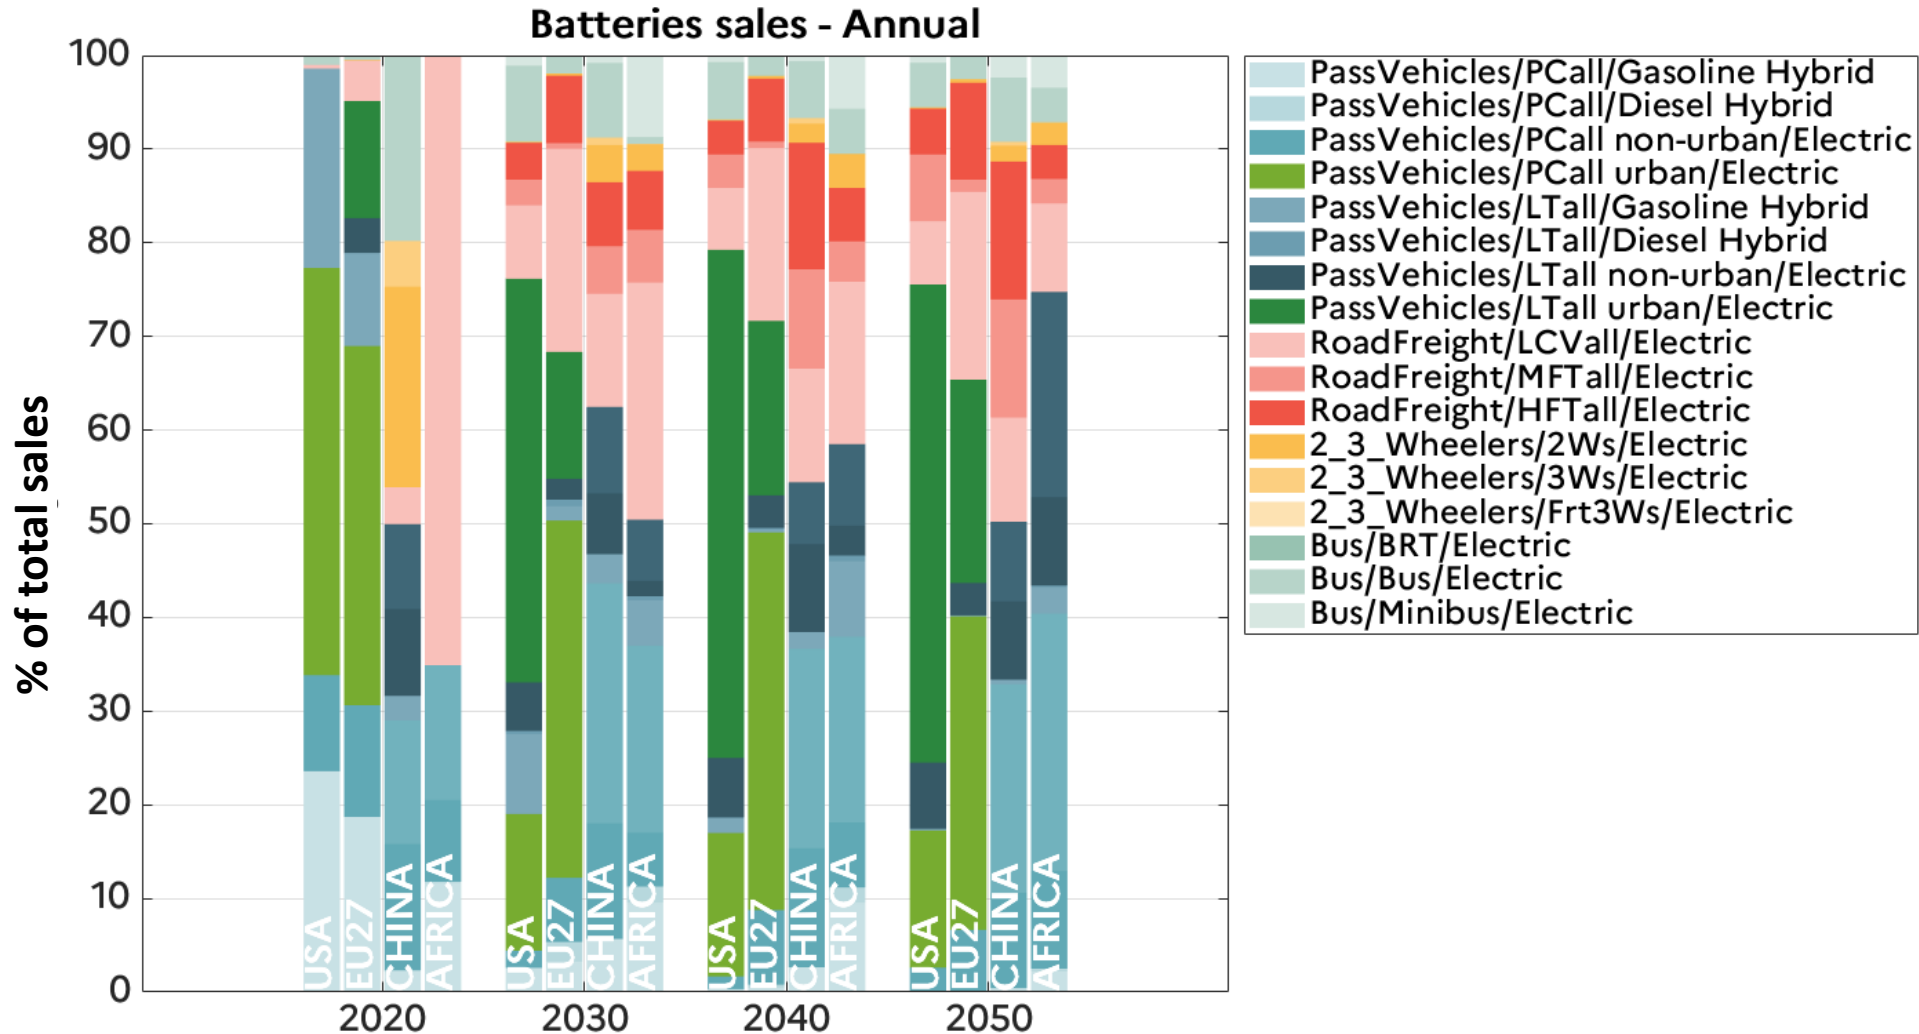 Batteries sales - Annual
% of total sales
100
90
80
70
60
50
40
30
20
10
0
USA
EU27
CHINA
AFRICA
USA
EU27
CHINA
AFRICA
USA
EU27
CHINA
AFRICA
USA
EU27
CHINA
AFRICA
2020
2030
2040
2050
PassVehicles/PCall/Gasoline Hybrid
PassVehicles/PCall/Diesel Hybrid
PassVehicles/PCall non-urban/Electric
PassVehicles/PCall urban/Electric
PassVehicles/LTall/Gasoline Hybrid
PassVehicles/LTall/Diesel Hybrid
PassVehicles/LTall non-urban/Electric
PassVehicles/LTall urban/Electric
RoadFreight/LCVall/Electric
RoadFreight/MFTall/Electric
RoadFreight/HFTall/Electric
2_3_Wheelers/2Ws/Electric
2_3_Wheelers/3Ws/Electric
2_3_Wheelers/Frt3Ws/Electric
Bus/BRT/Electric
Bus/Bus/Electric
Bus/Minibus/Electric